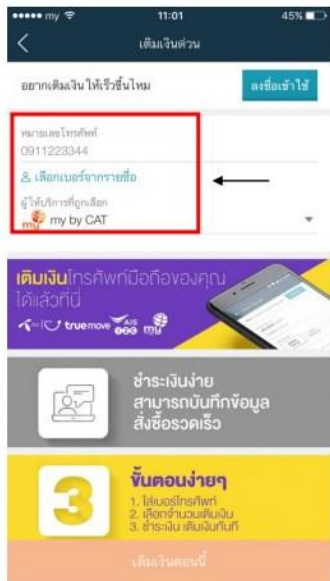 my 11:01 45%
เติมเงินด่วน
อยากเติมเงิน ให้เร็วขึ้นไหม
ลงชื่อเข้าใช้
หมายเลขโทรศัพท์
0911223344
เลือกเบอร์จากรายชื่อ
ผู้ให้บริการที่ถูกเลือก
my my by CAT
เติมเงินโทรศัพท์มือถือของคุณ
ได้แล้วที่นี่
truemove AIS my
ชำระเงินง่าย
สามารถบันทึกข้อมูล
สั่งซื้อรวดเร็ว
3
ขั้นตอนง่ายๆ
1. ใส่เบอร์โทรศัพท์
2. เลือกจำนวนเติมเงิน
3. ชำระเงิน เติมเงินทันที
เติมเงินตอนนี้